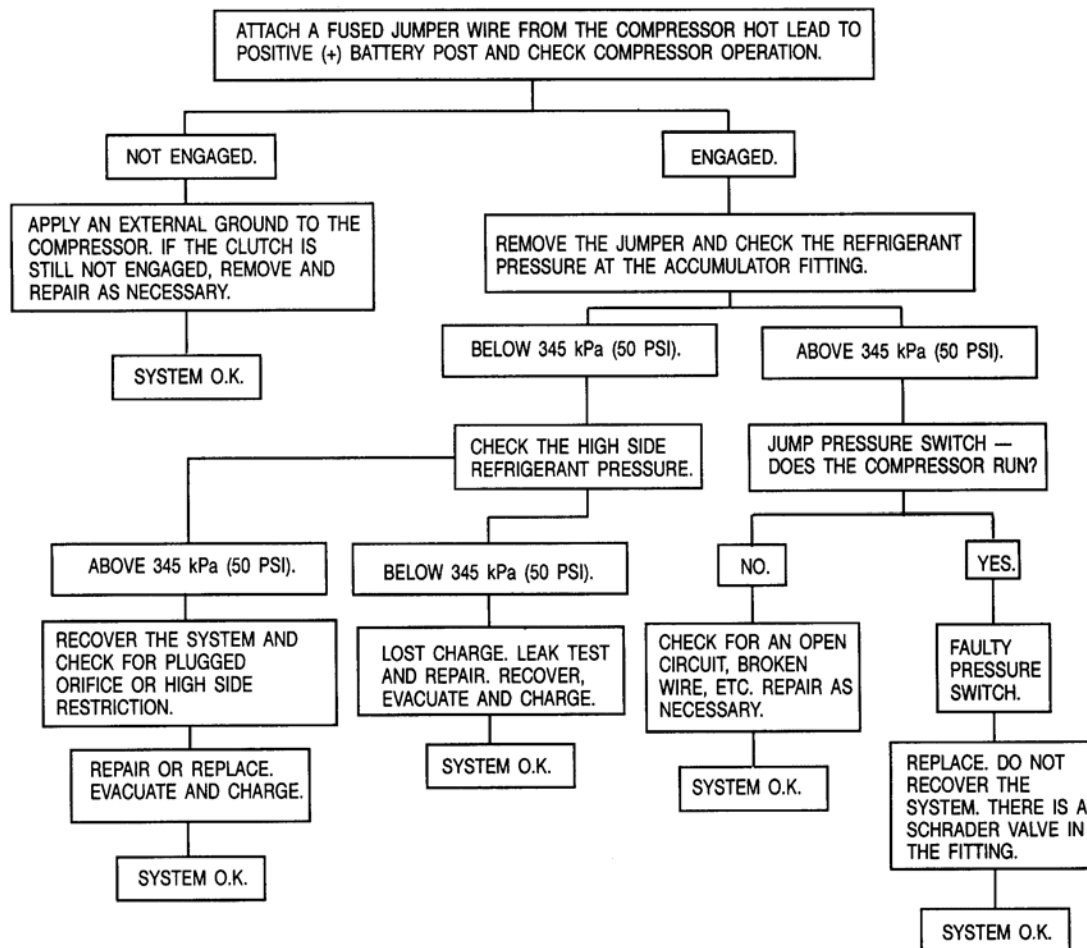 ATTACH A FUSED JUMPER WIRE FROM THE COMPRESSOR HOT LEAD TO
POSITIVE (+) BATTERY POST AND CHECK COMPRESSOR OPERATION.
NOT ENGAGED.
ENGAGED.
APPLY AN EXTERNAL GROUND TO THE
COMPRESSOR. IF THE CLUTCH IS
STILL NOT ENGAGED, REMOVE AND
REPAIR AS NECESSARY.
REMOVE THE JUMPER AND CHECK THE REFRIGERANT
PRESSURE AT THE ACCUMULATOR FITTING.
SYSTEM O.K.
BELOW 345 kPa (50 PSI).
ABOVE 345 kPa (50 PSI).
CHECK THE HIGH SIDE
REFRIGERANT PRESSURE.
JUMP PRESSURE SWITCH —
DOES THE COMPRESSOR RUN?
ABOVE 345 kPa (50 PSI).
BELOW 345 kPa (50 PSI).
NO.
YES.
RECOVER THE SYSTEM AND
CHECK FOR PLUGGED
ORIFICE OR HIGH SIDE
RESTRICTION.
LOST CHARGE. LEAK TEST
AND REPAIR. RECOVER,
EVACUATE AND CHARGE.
CHECK FOR AN OPEN
CIRCUIT, BROKEN
WIRE, ETC. REPAIR AS
NECESSARY.
FAULTY
PRESSURE
SWITCH.
REPAIR OR REPLACE.
EVACUATE AND CHARGE.
SYSTEM O.K.
SYSTEM O.K.
REPLACE. DO NOT
RECOVER THE
SYSTEM. THERE IS A
SCHRADER VALVE IN
THE FITTING.
SYSTEM O.K.
SYSTEM O.K.